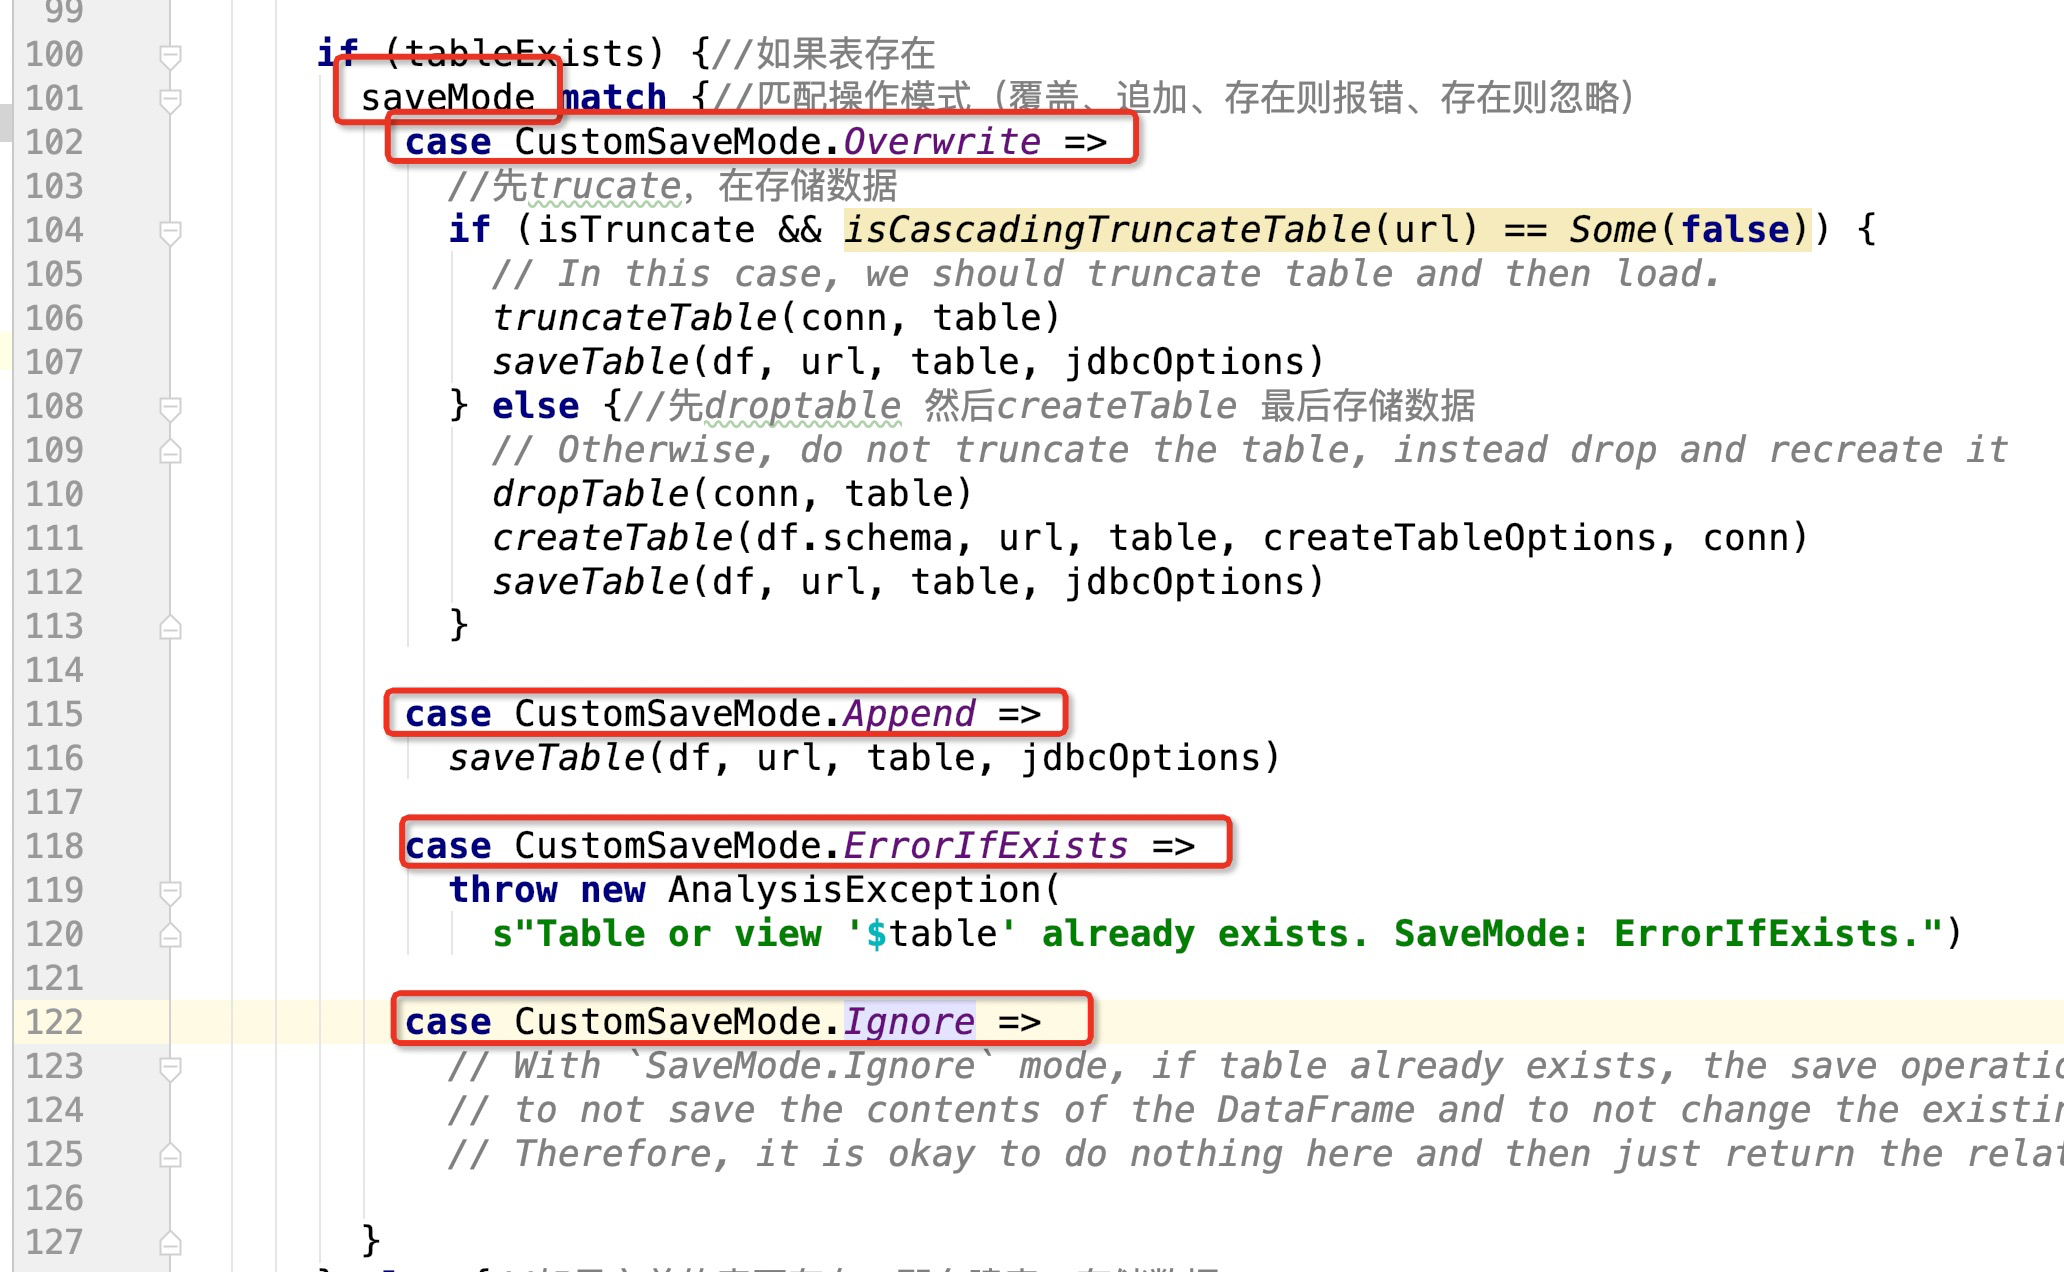 99
100 if (tableExists) {//如果表存在
101 saveMode match {//匹配操作模式（覆盖、追加、存在则报错、存在则忽略）
102 case CustomSaveMode.Overwrite =>
103 //先trucate，在存储数据
104 if (isTruncate && isCascadingTruncateTable(url) == Some(false)) {
105 // In this case, we should truncate table and then load.
106 truncateTable(conn, table)
107 saveTable(df, url, table, jdbcOptions)
108 } else {//先droptable 然后createTable 最后存储数据
109 // Otherwise, do not truncate the table, instead drop and recreate it
110 dropTable(conn, table)
111 createTable(df.schema, url, table, createTableOptions, conn)
112 saveTable(df, url, table, jdbcOptions)
113 }
114
115 case CustomSaveMode.Append =>
116 saveTable(df, url, table, jdbcOptions)
117
118 case CustomSaveMode.ErrorIfExists =>
119 throw new AnalysisException(
120 s"Table or view '$table' already exists. SaveMode: ErrorIfExists.")
121
122 case CustomSaveMode.Ignore =>
123 // With `SaveMode.Ignore` mode, if table already exists, the save
124 // to not save the contents of the DataFrame and to not change the
125 // Therefore, it is okay to do nothing here and then just return the
126
127 }